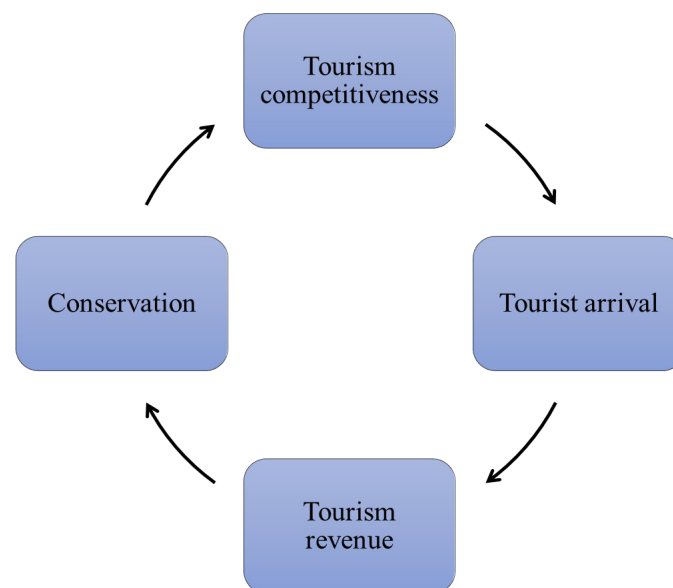 Tourism
competitiveness
Conservation
Tourist arrival
Tourism
revenue